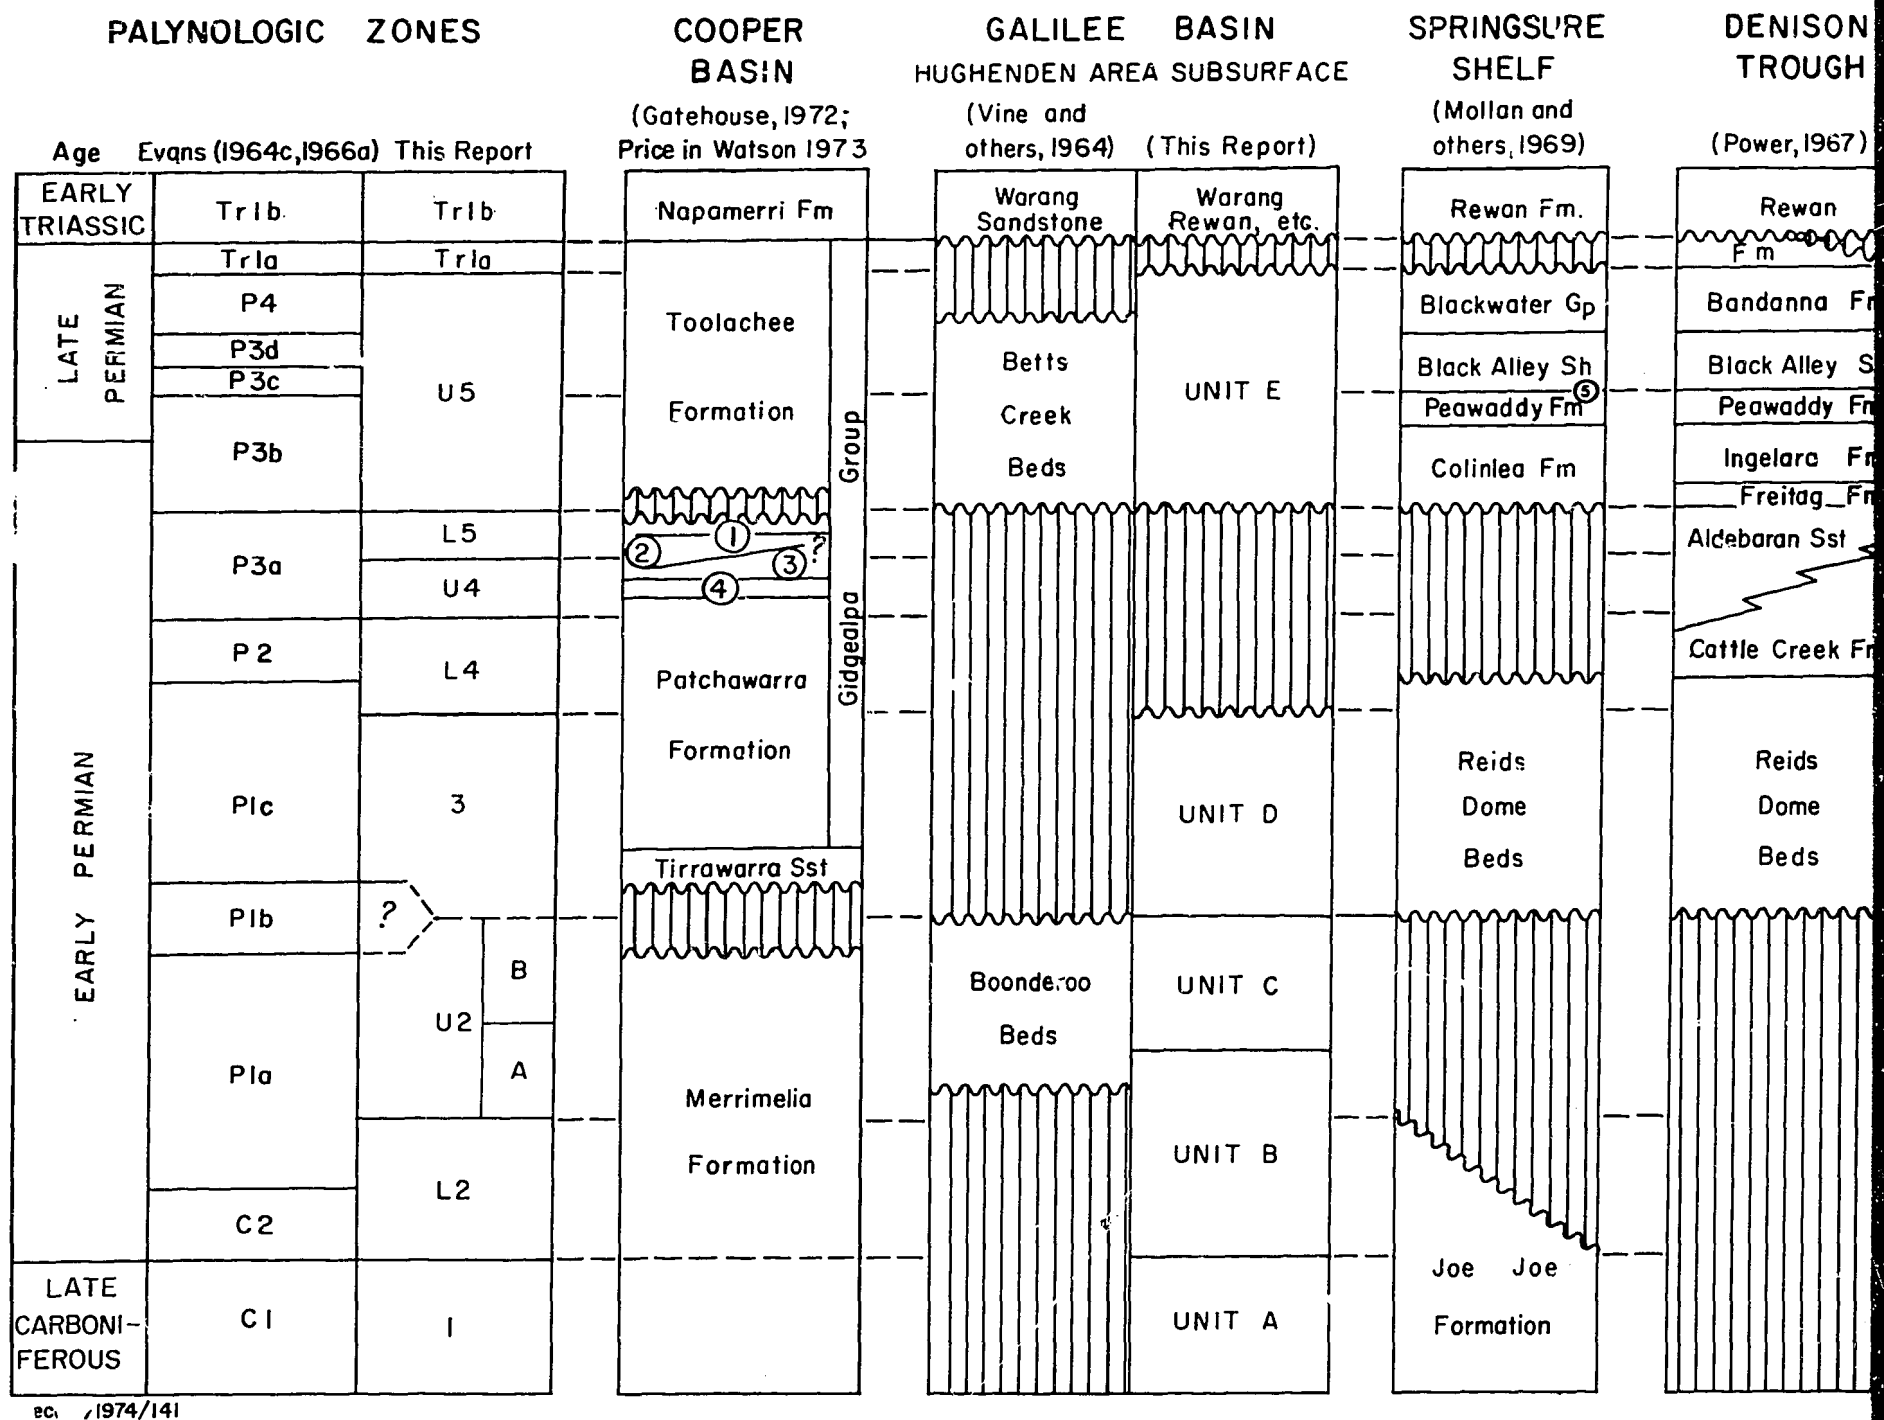 PALYNOLOGIC ZONES
COOPER BASIN
GALILEE BASIN
HUGHENDEN AREA SUBSURFACE
SPRINGSURE SHELF
DENISON TROUGH
Age
Evans (1964c,1966a)
This Report
(Gatehouse, 1972;
Price in Watson 1973
(Vine and
others, 1964)
(This Report)
(Mollan and
others, 1969)
(Power, 1967)
EARLY
TRIASSIC
LATE
PERMIAN
EARLY PERMIAN
LATE
CARBONI-
FEROUS
Tr1b
Tr1a
P4
P3d
P3c
P3b
P3a
P2
P1c
P1b
P1a
C2
C1
Tr1b
Tr1a
U5
L5
U4
L4
3
?
B
U2
A
L2
1
Napamerri Fm
Toolachee
Formation
1
2
3
?
4
Patchawarra
Formation
Gidgealpa Group
Tirrawarra Sst
Merrimelia
Formation
Warang
Sandstone
Betts
Creek
Beds
Boonderoo
Beds
Warang
Rewan, etc.
UNIT E
UNIT D
UNIT C
UNIT B
UNIT A
Rewan Fm.
Blackwater Gp
Black Alley Sh
5
Peawaddy Fm
Colinlea Fm
Reids
Dome
Beds
Joe Joe
Formation
Rewan
Fm
Bandanna F
Black Alley S
Peawaddy F
Ingelara F
Freitag F
Aldebaran Sst
Cattle Creek F
Reids
Dome
Beds
1974/141